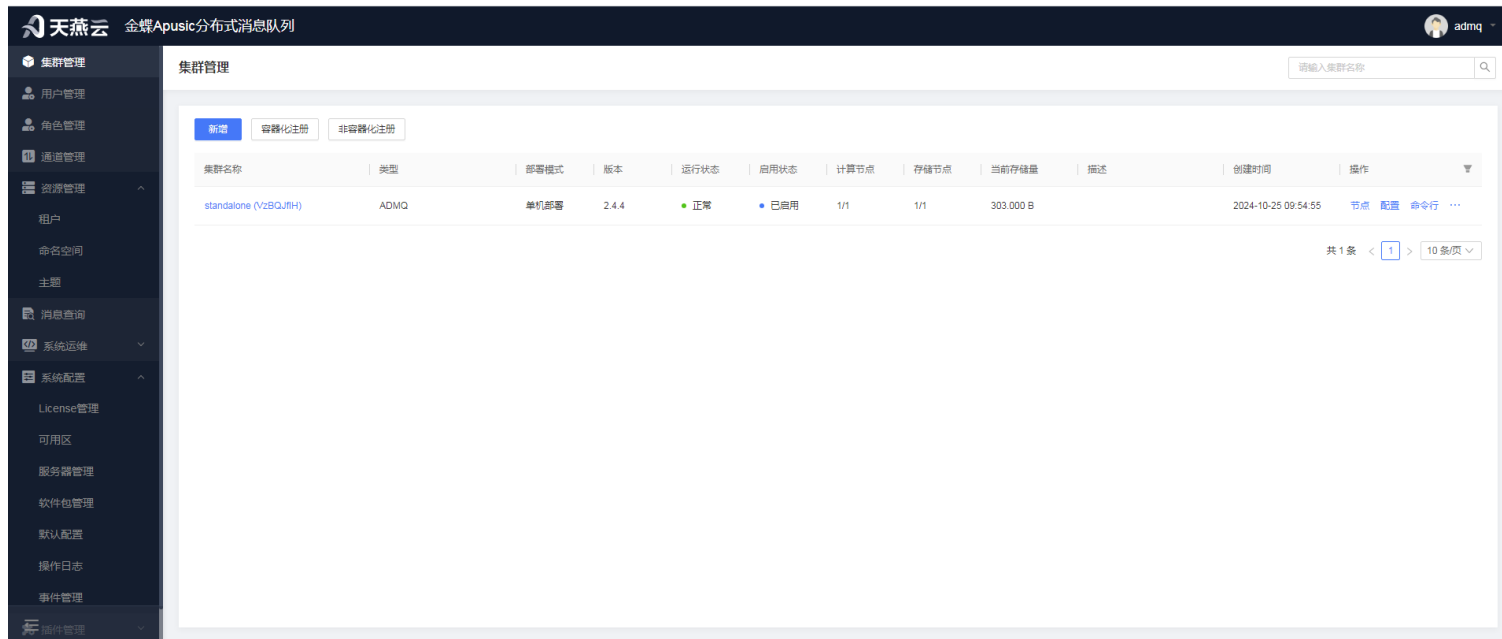 天燕云 金蝶Apusic分布式消息队列 admq
集群管理
用户管理
角色管理
通道管理
资源管理
租户
命名空间
主题
消息查询
系统运维
系统配置
License管理
可用区
服务器管理
软件包管理
默认配置
操作日志
事件管理
插件管理
集群管理 请输入集群名称
新增 容器化注册 非容器化注册
集群名称 类型 部署模式 版本 运行状态 启用状态 计算节点 存储节点 当前存储量 描述 创建时间 操作
standalone (VzBQJflH) ADMQ 单机部署 2.4.4 正常 已启用 1/1 1/1 303.000 B 2024-10-25 09:54:55 节点 配置 命令行 ···
共 1 条 < 1 > 10 条/页